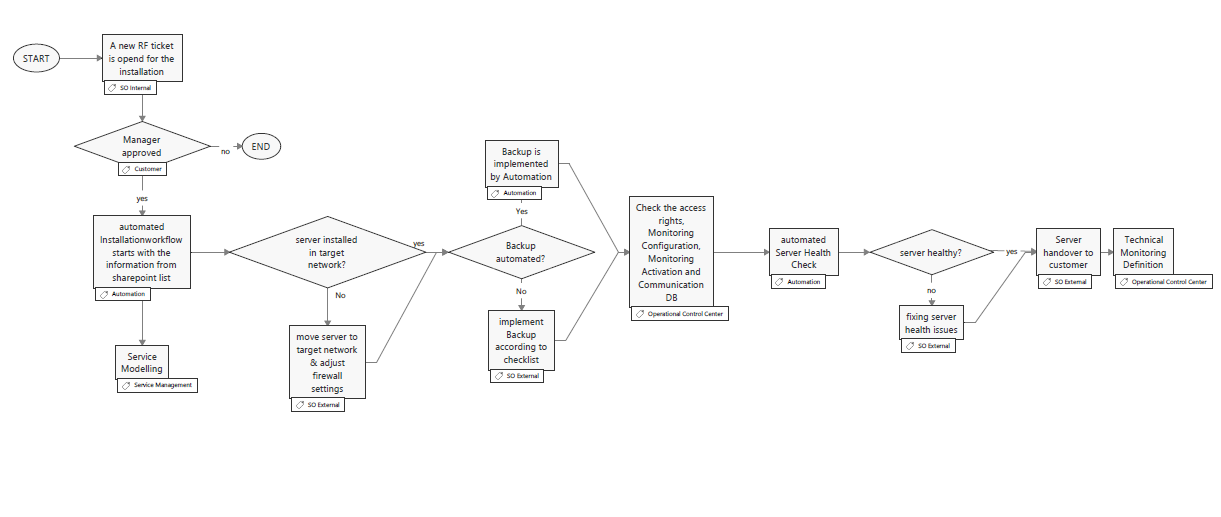 START
A new RF ticket
is opend for the
installation
SO Internal
Manager
approved
Customer
no
END
yes
automated
Installationworkflow
starts with the
information from
sharepoint list
Automation
Service
Modelling
Service Management
server installed
in target
network?
yes
No
move server to
target network
& adjust
firewall
settings
SO External
Backup is
implemented
by Automation
Automation
Yes
Backup
automated?
No
implement
Backup
according to
checklist
SO External
Check the access
rights,
Monitoring
Configuration,
Monitoring
Activation and
Communication
DB
Operational Control Center
automated
Server Health
Check
Automation
server healthy?
yes
no
fixing server
health issues
SO External
Server
handover to
customer
SO External
Technical
Monitoring
Definition
Operational Control Center